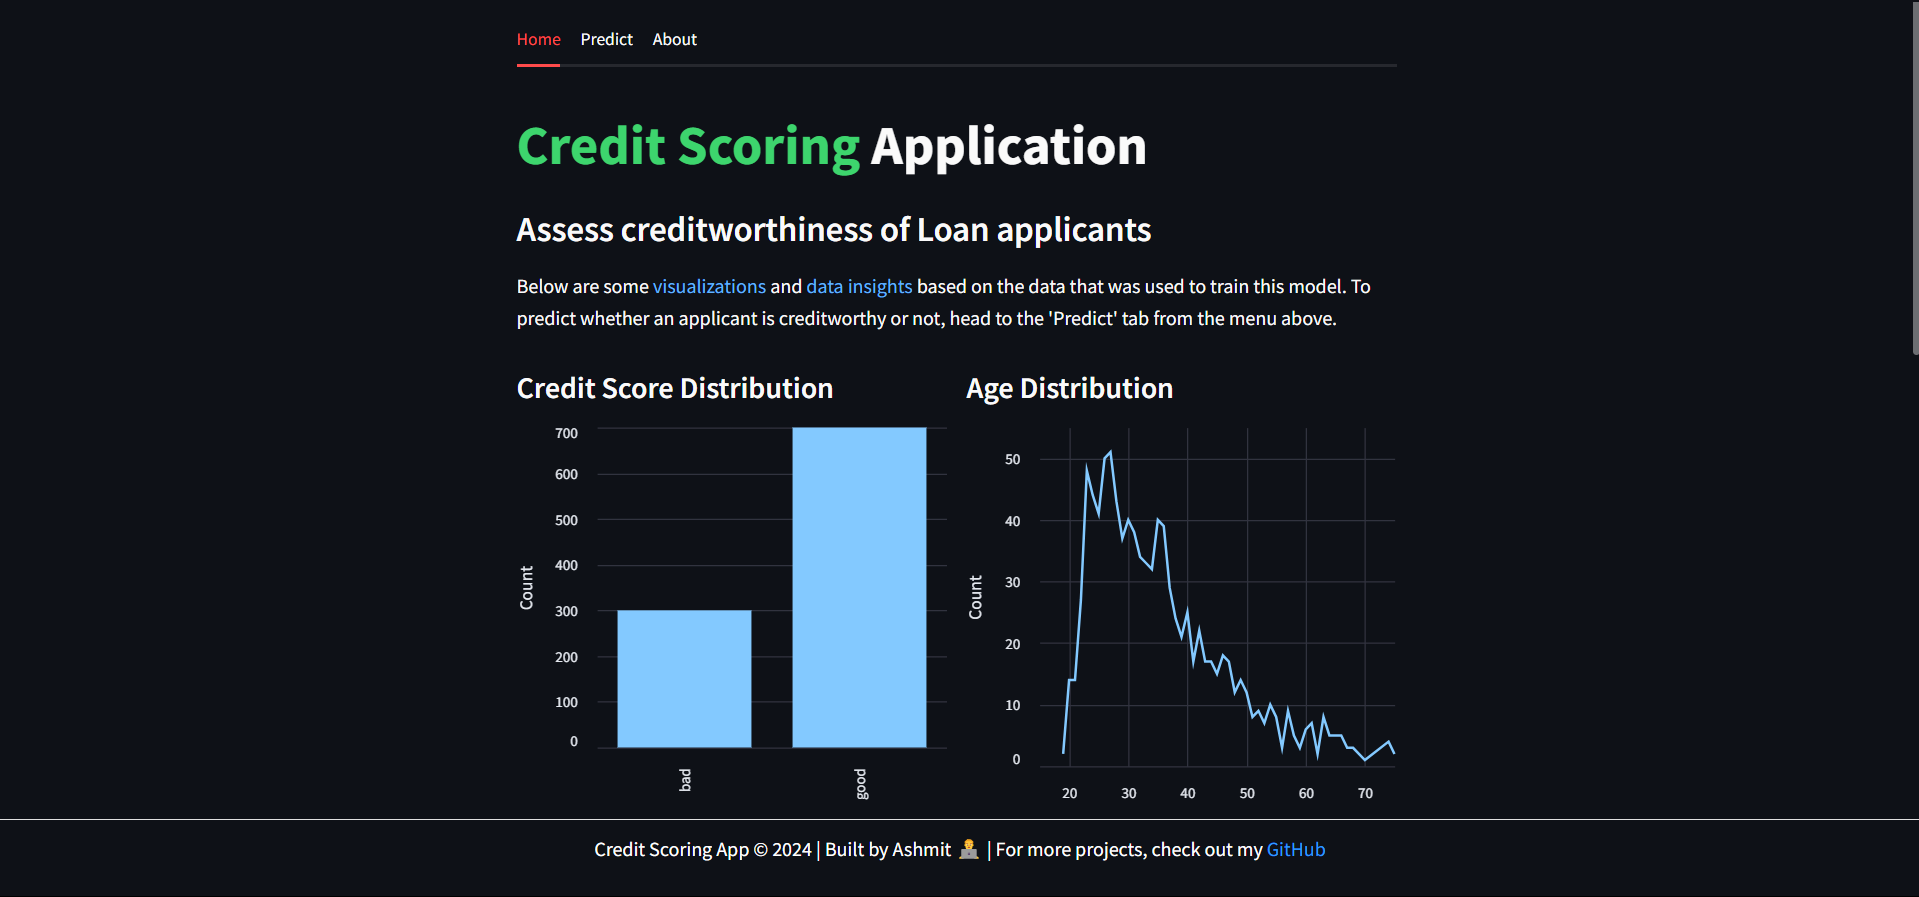 Home Predict About
Credit Scoring Application
Assess creditworthiness of Loan applicants
Below are some visualizations and data insights based on the data that was used to train this model. To
predict whether an applicant is creditworthy or not, head to the 'Predict' tab from the menu above.
Credit Score Distribution
700
600
500
400
300
200
100
0
Count
bad
good
Age Distribution
50
40
30
20
10
0
Count
20 30 40 50 60 70
Credit Scoring App © 2024 | Built by Ashmit 👨‍💻 | For more projects, check out my GitHub